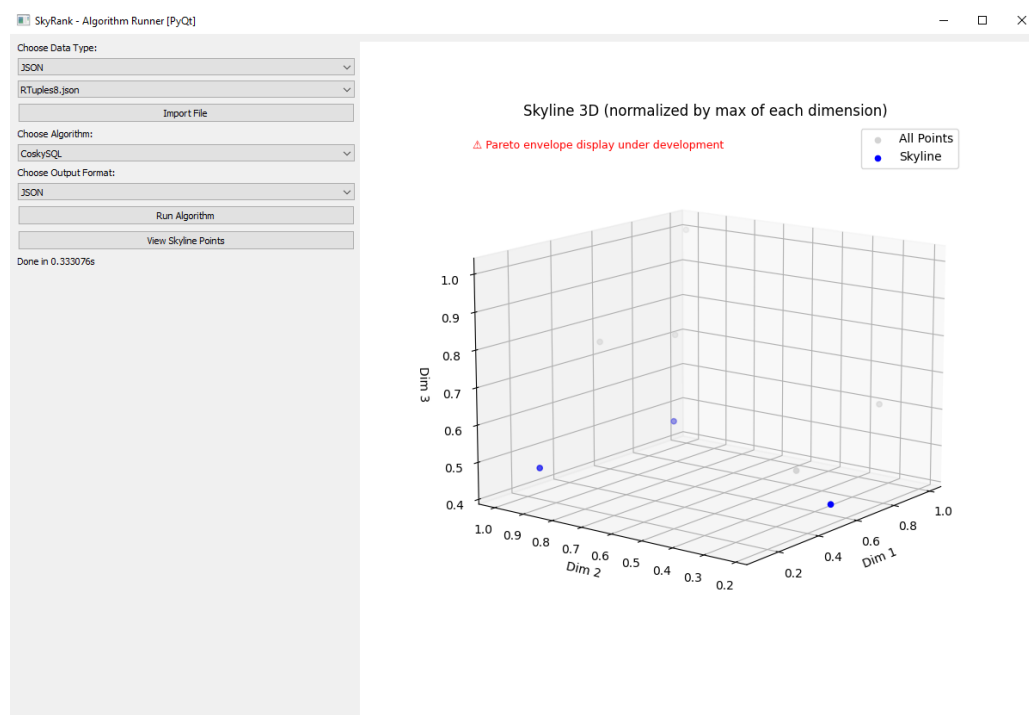 SkyRank - Algorithm Runner [PyQt]
Choose Data Type:
JSON
RTuples8.json
Import File
Choose Algorithm:
CoskySQL
Choose Output Format:
JSON
Run Algorithm
View Skyline Points
Done in 0.333076s
Skyline 3D (normalized by max of each dimension)
⚠ Pareto envelope display under development
All Points
Skyline
1.0
0.9
0.8
0.7
0.6
0.5
0.4
Dim 3
1.0
0.9
0.8
0.7
0.6
0.5
0.4
0.3
0.2
Dim 2
0.2
0.4
0.6
0.8
1.0
Dim 1